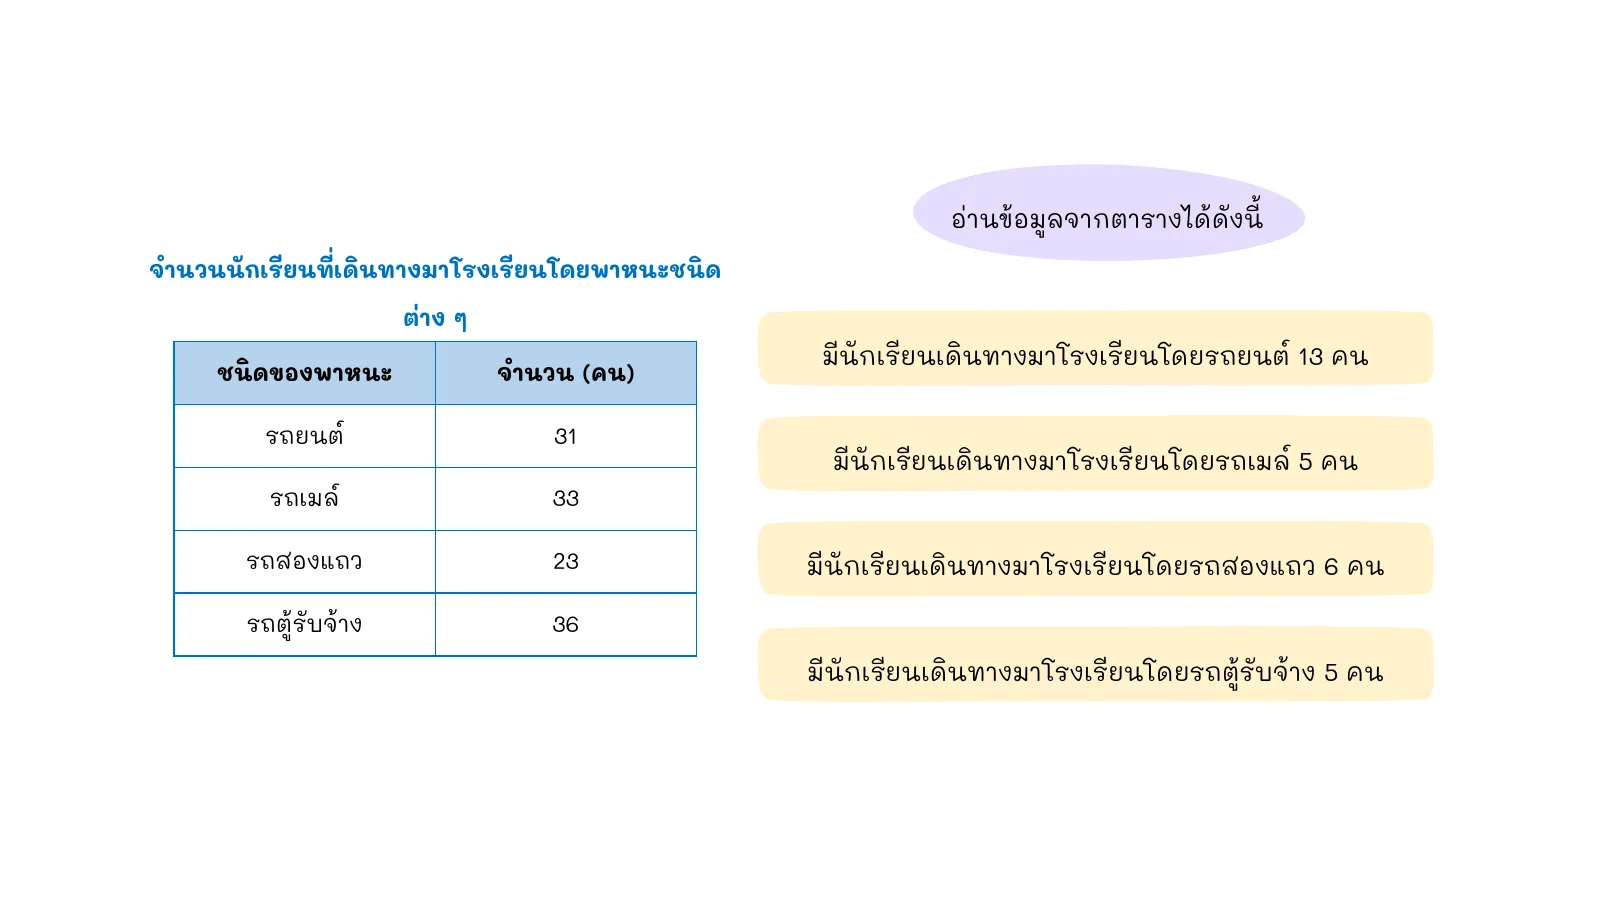 จำนวนนักเรียนที่เดินทางมาโรงเรียนโดยพาหนะชนิด
ต่าง ๆ
ชนิดของพาหนะ จำนวน (คน)
รถยนต์ 31
รถเมล์ 33
รถสองแถว 23
รถตู้รับจ้าง 36
อ่านข้อมูลจากตารางได้ดังนี้
มีนักเรียนเดินทางมาโรงเรียนโดยรถยนต์ 13 คน
มีนักเรียนเดินทางมาโรงเรียนโดยรถเมล์ 5 คน
มีนักเรียนเดินทางมาโรงเรียนโดยรถสองแถว 6 คน
มีนักเรียนเดินทางมาโรงเรียนโดยรถตู้รับจ้าง 5 คน